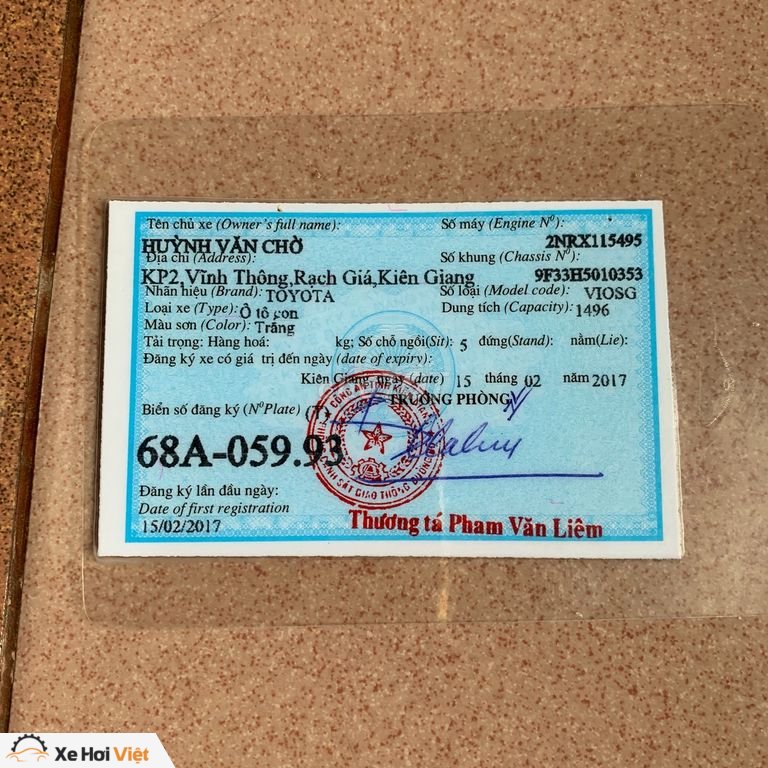 Tên chủ xe (Owner's full name):
HUỲNH VĂN CHỜ
Địa chỉ (Address):
KP2,Vĩnh Thông,Rạch Giá,Kiên Giang
Nhãn hiệu (Brand): TOYOTA
Loại xe (Type): Ô tô con
Màu sơn (Color): Trắng
Số máy (Engine Nº):
2NRX115495
Số khung (Chassis Nº):
9F33H5010353
Số loại (Model code): VIOSG
Dung tích (Capacity): 1496
Tải trọng: Hàng hoá: kg; Số chỗ ngồi(Sit): 5 đứng(Stand): nằm(Lie):
Đăng ký xe có giá trị đến ngày (date of expiry):
Kiên Giang, ngày (date) 15 tháng 02 năm 2017
TRƯỞNG PHÒNG
Biển số đăng ký (NºPlate) (T)
68A-059.93
Đăng ký lần đầu ngày:
Date of first registration
15/02/2017
Thượng tá Phạm Văn Liêm
Xe Hơi Việt